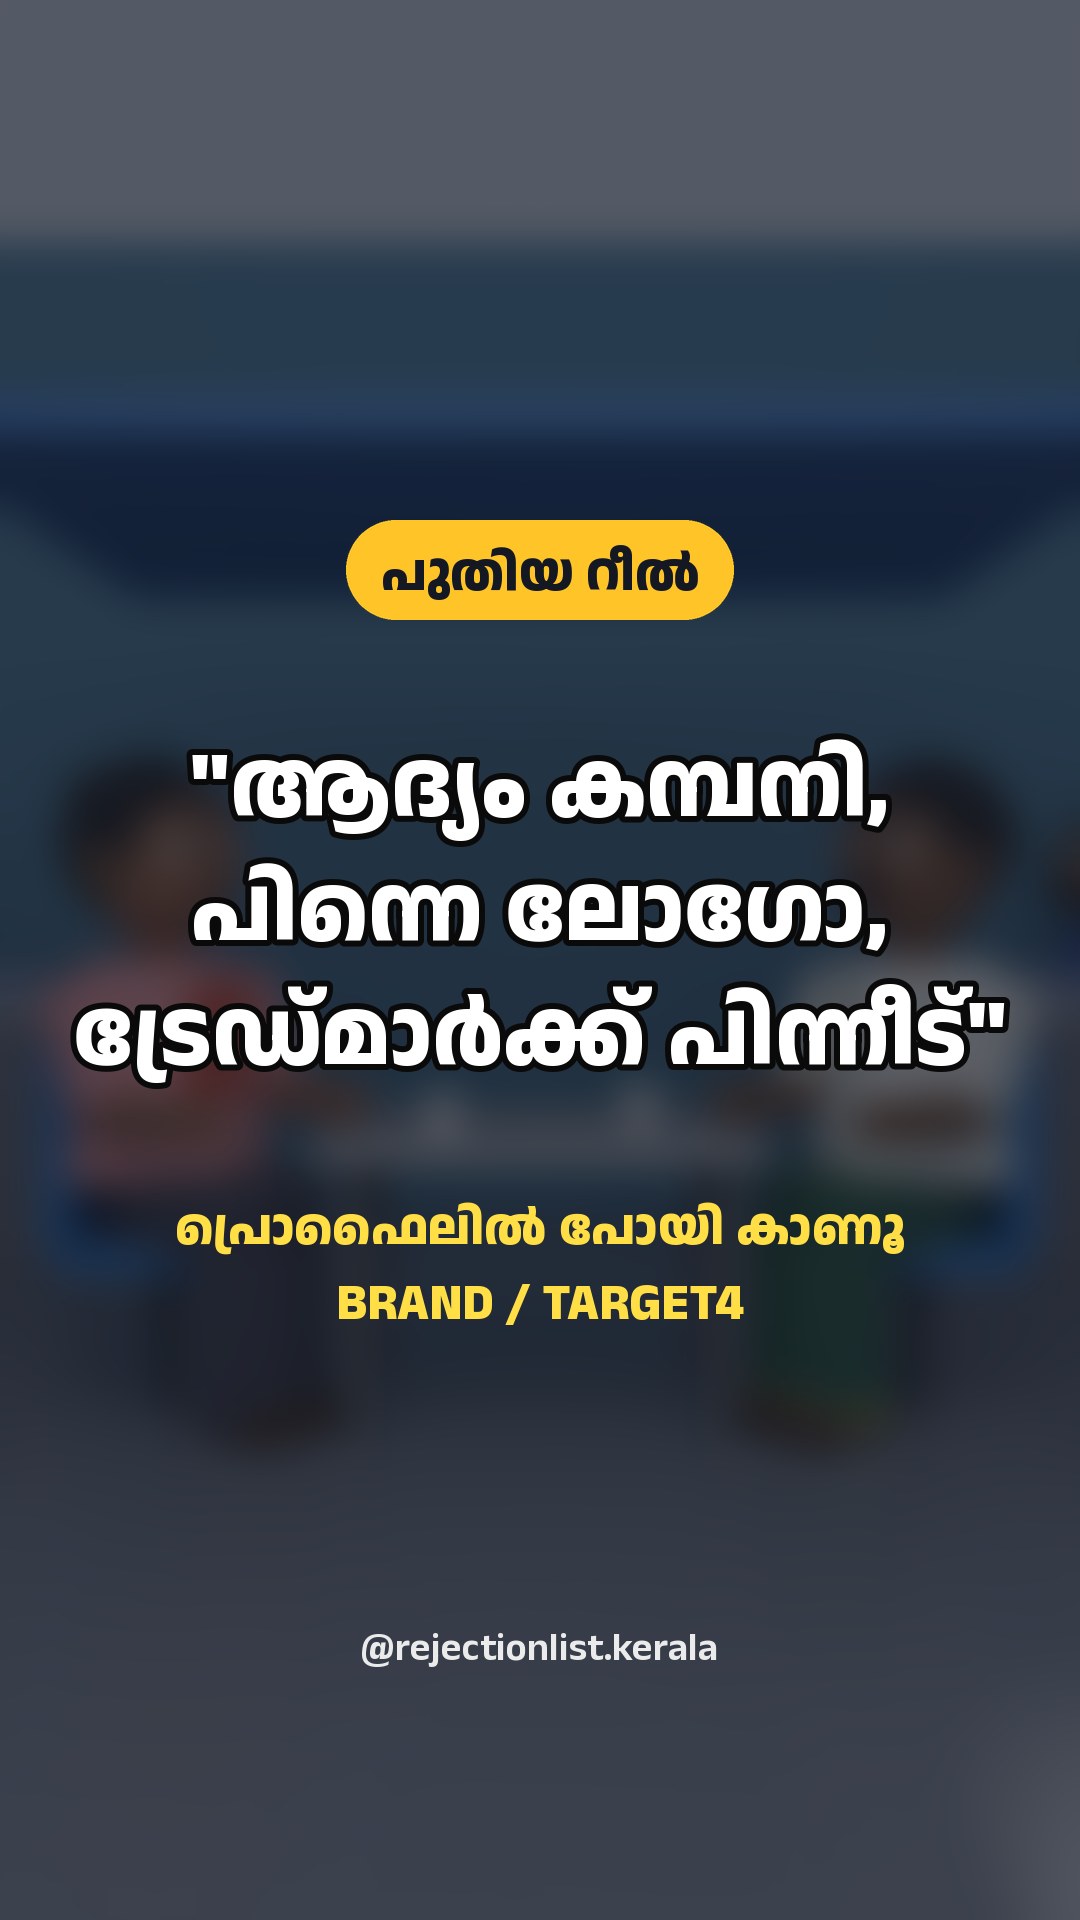 പുതിയ റീൽ
"ആദ്യം കമ്പനി,
പിന്നെ ലോഗോ,
ട്രേഡ്മാർക്ക് പിന്നീട്"
പ്രൊഫൈലിൽ പോയി കാണൂ
BRAND / TARGET4
@rejectionlist.kerala